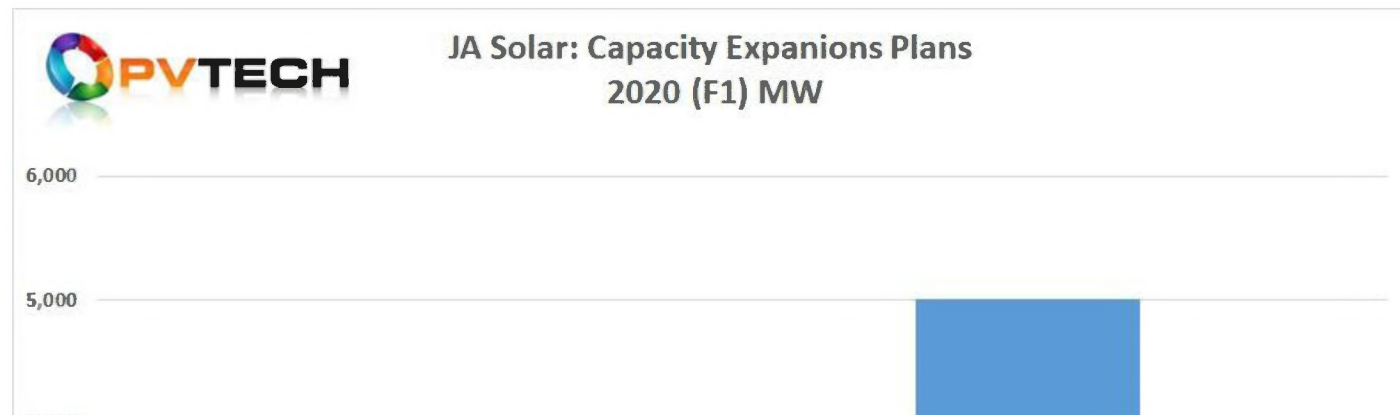 PVTECH
JA Solar: Capacity Expanions Plans
2020 (F1) MW
6,000
5,000